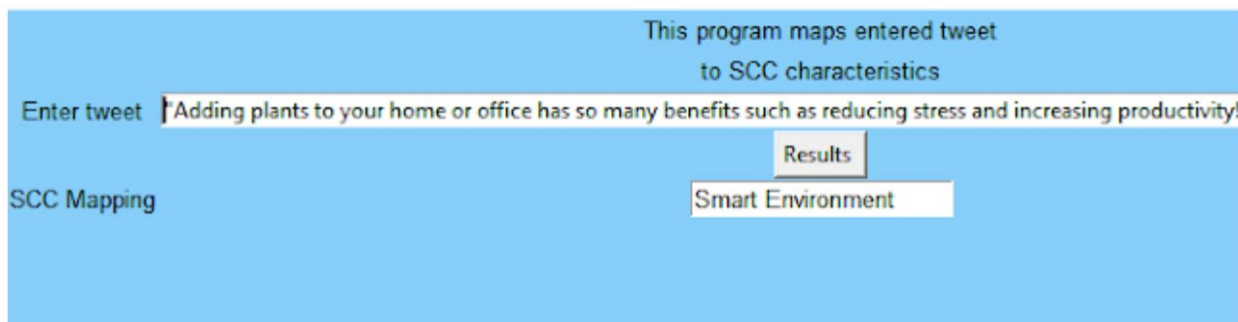 This program maps entered tweet
to SCC characteristics
Enter tweet "Adding plants to your home or office has so many benefits such as reducing stress and increasing productivity!
Results
SCC Mapping Smart Environment